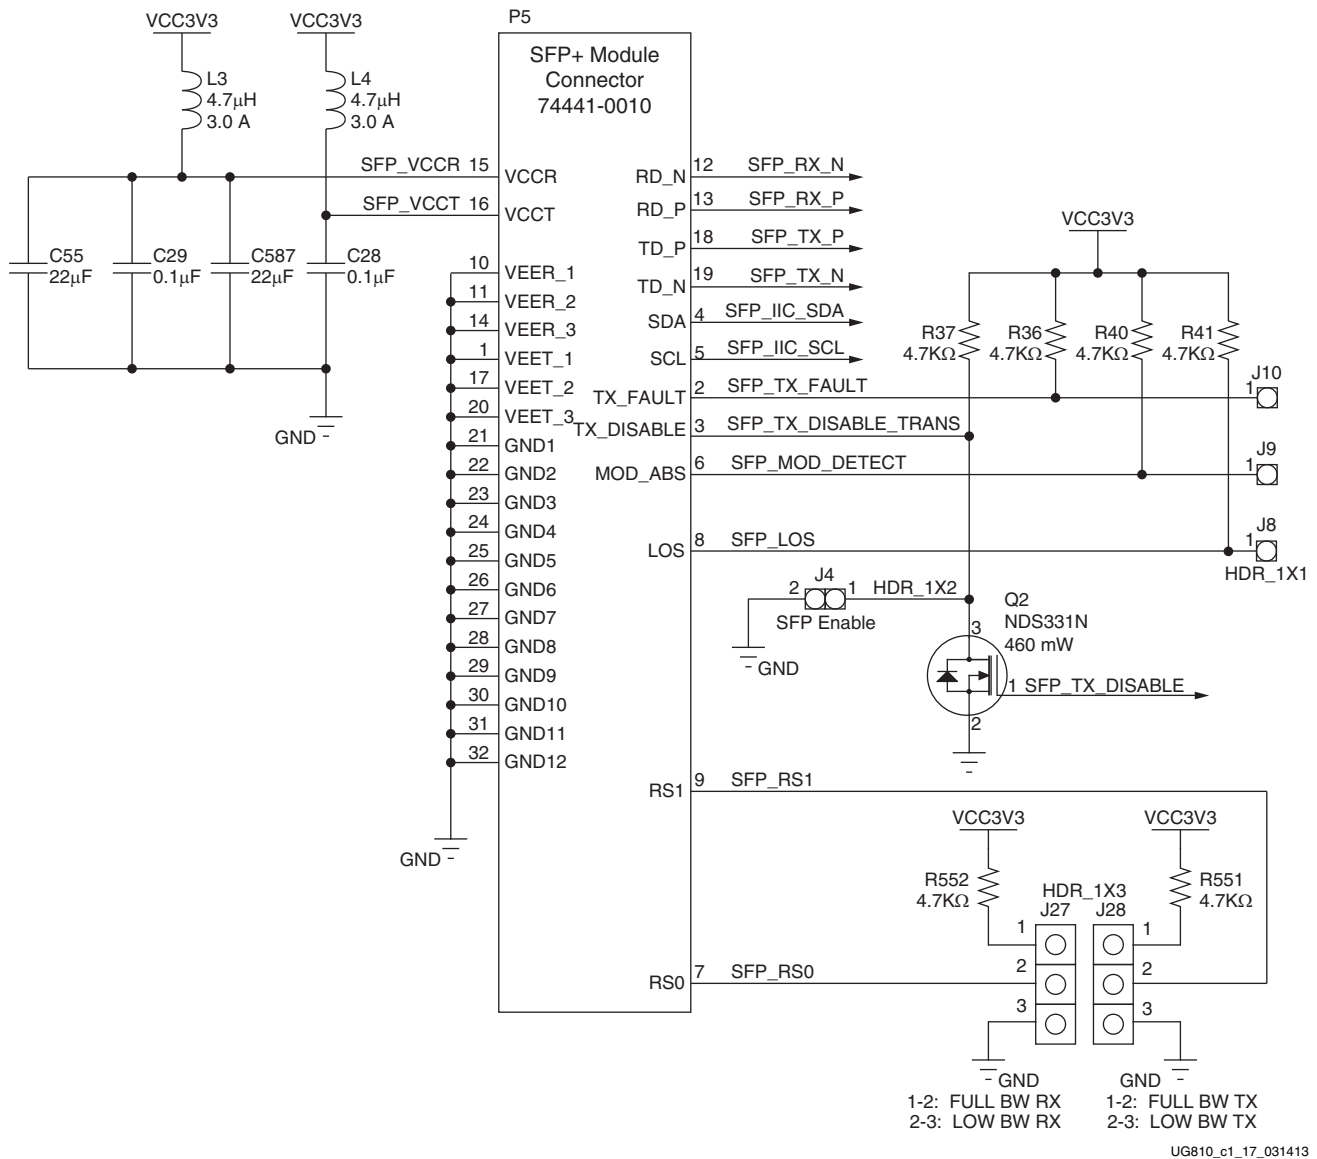 P5
SFP+ Module
Connector
74441-0010
VCC3V3
L3
4.7µH
3.0 A
VCC3V3
L4
4.7µH
3.0 A
SFP_VCCR 15 VCCR
SFP_VCCT 16 VCCT
C55
22µF
C29
0.1µF
C587
22µF
C28
0.1µF
GND
10 VEER_1
11 VEER_2
14 VEER_3
1 VEET_1
17 VEET_2
20 VEET_3
21 GND1
22 GND2
23 GND3
24 GND4
25 GND5
26 GND6
27 GND7
28 GND8
29 GND9
30 GND10
31 GND11
32 GND12
GND
RD_N 12 SFP_RX_N
RD_P 13 SFP_RX_P
TD_P 18 SFP_TX_P
TD_N 19 SFP_TX_N
SDA 4 SFP_IIC_SDA
SCL 5 SFP_IIC_SCL
TX_FAULT 2 SFP_TX_FAULT
TX_DISABLE 3 SFP_TX_DISABLE_TRANS
MOD_ABS 6 SFP_MOD_DETECT
LOS 8 SFP_LOS
VCC3V3
R37
4.7KΩ
R36
4.7KΩ
R40
4.7KΩ
R41
4.7KΩ
J10
1
J9
1
J8
1
HDR_1X1
J4
2 1 HDR_1X2
SFP Enable
GND
Q2
NDS331N
460 mW
3
1 SFP_TX_DISABLE
2
RS1 9 SFP_RS1
VCC3V3
R552
4.7KΩ
VCC3V3
R551
4.7KΩ
HDR_1X3
J27 J28
1 1
2 2
3 3
RS0 7 SFP_RS0
GND GND
1-2: FULL BW RX
2-3: LOW BW RX
1-2: FULL BW TX
2-3: LOW BW TX
UG810_c1_17_031413